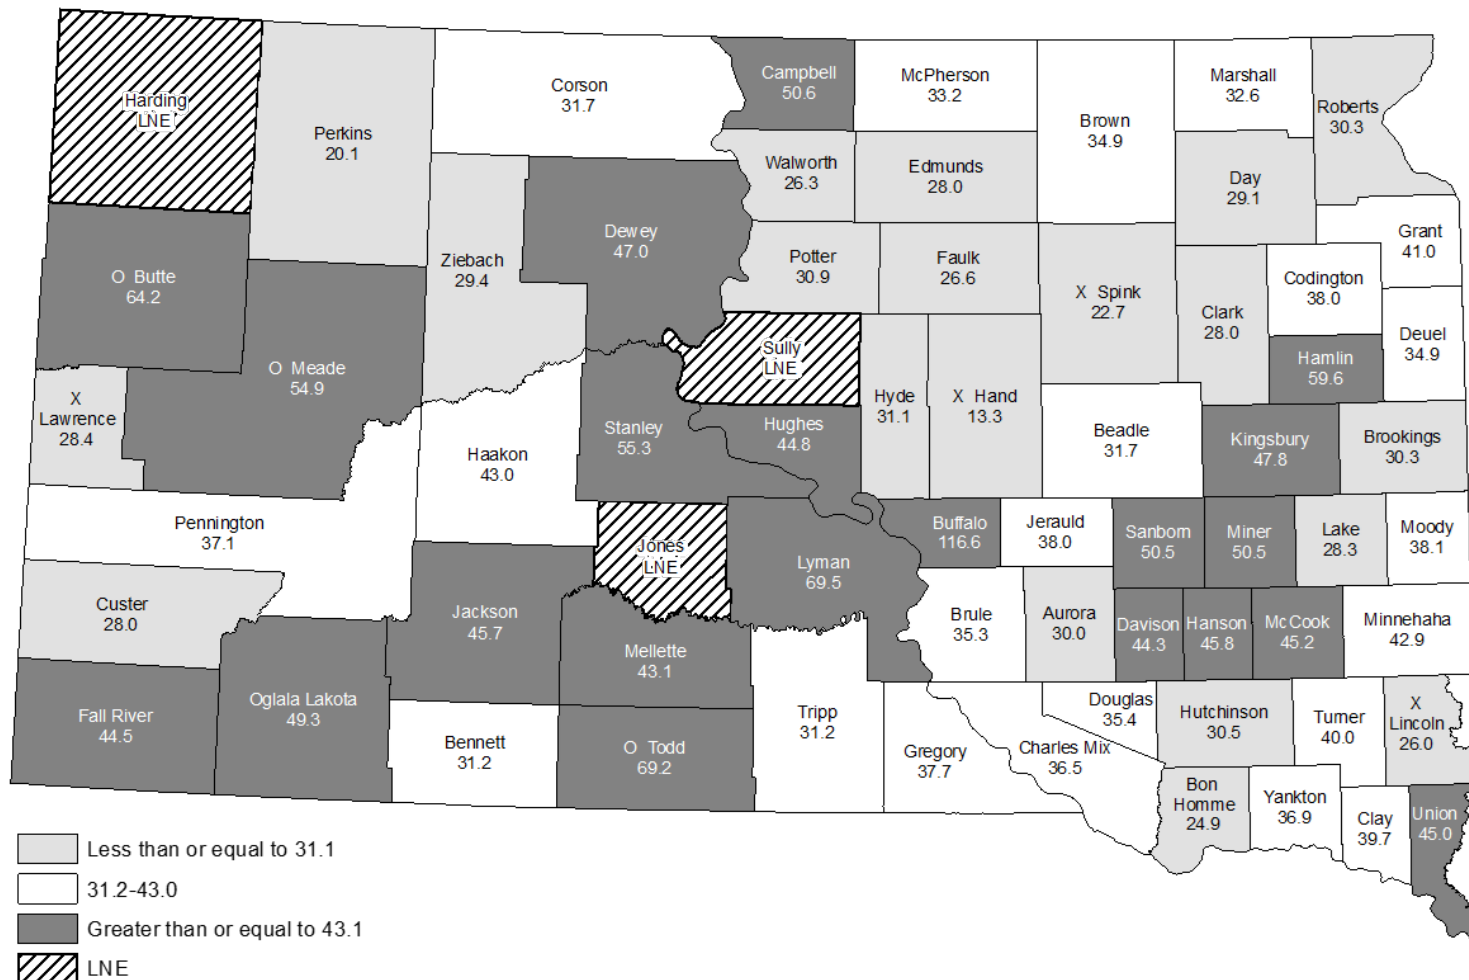 Harding
LNE
Perkins
20.1
Corson
31.7
Campbell
50.6
McPherson
33.2
Brown
34.9
Marshall
32.6
Roberts
30.3
Walworth
26.3
Edmunds
28.0
Day
29.1
Grant
41.0
O Butte
64.2
Ziebach
29.4
Dewey
47.0
Potter
30.9
Faulk
26.6
X Spink
22.7
Clark
28.0
Codington
38.0
Deuel
34.9
Hamlin
59.6
O Meade
54.9
Sully
LNE
X
Lawrence
28.4
Stanley
55.3
Hughes
44.8
Hyde
31.1
X Hand
13.3
Beadle
31.7
Kingsbury
47.8
Brookings
30.3
Haakon
43.0
Pennington
37.1
Jones
LNE
Lyman
69.5
Buffalo
116.6
Jerauld
38.0
Sanborn
50.5
Miner
50.5
Lake
28.3
Moody
38.1
Custer
28.0
Jackson
45.7
Mellette
43.1
Brule
35.3
Aurora
30.0
Davison
44.3
Hanson
45.8
McCook
45.2
Minnehaha
42.9
Fall River
44.5
Oglala Lakota
49.3
Bennett
31.2
O Todd
69.2
Tripp
31.2
Gregory
37.7
Charles Mix
36.5
Douglas
35.4
Hutchinson
30.5
Turner
40.0
X
Lincoln
26.0
Bon
Homme
24.9
Yankton
36.9
Clay
39.7
Union
45.0
Less than or equal to 31.1
31.2-43.0
Greater than or equal to 43.1
LNE